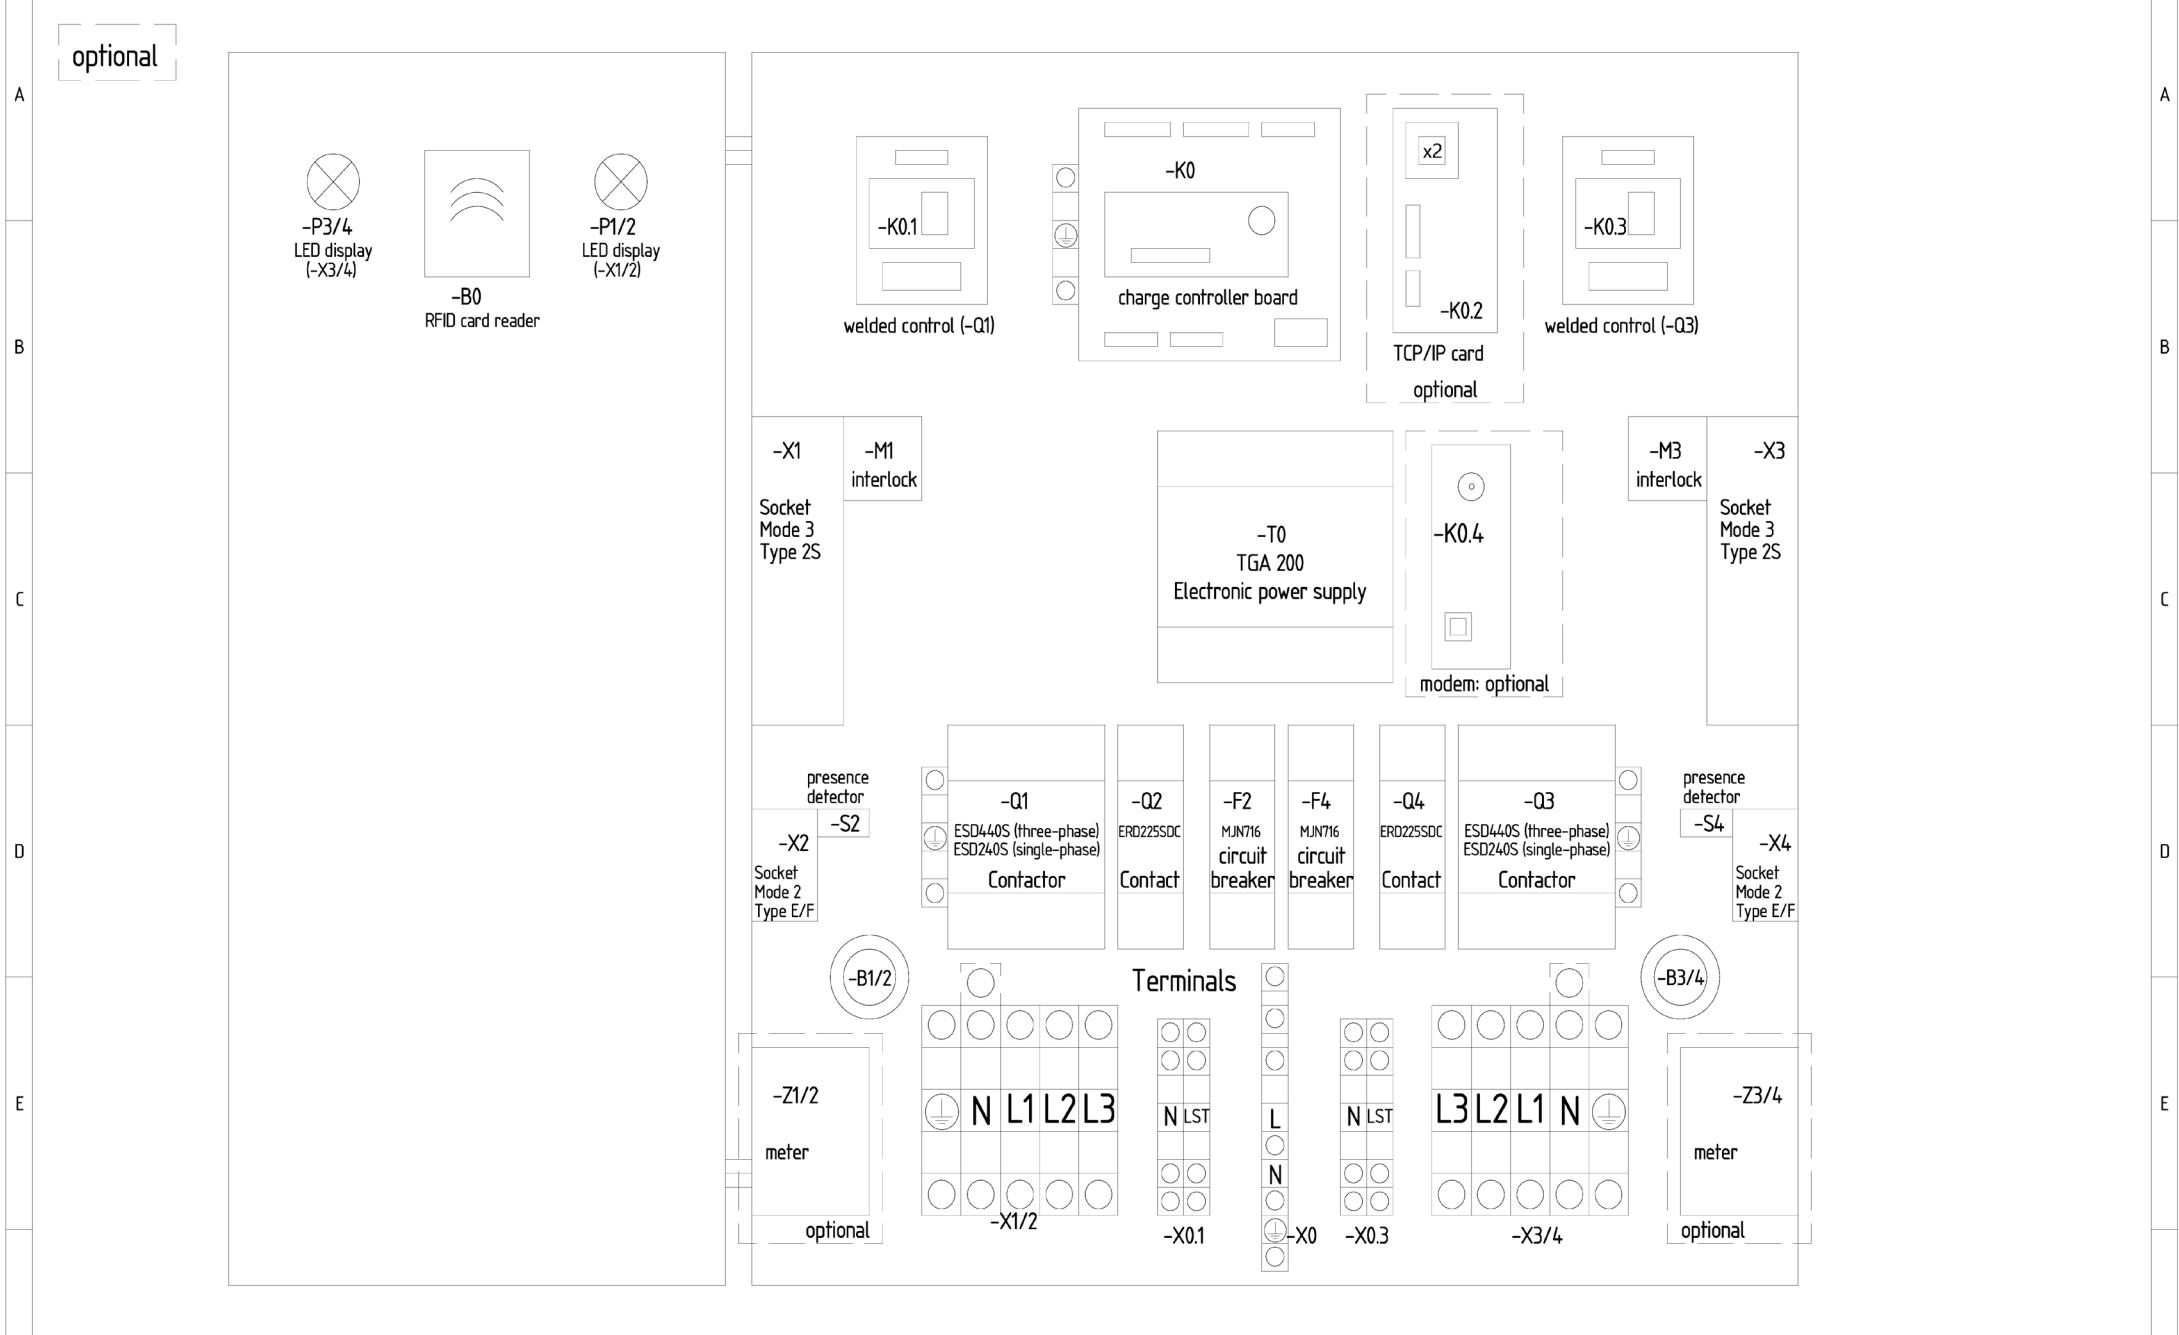 optional
A
A
-P3/4
LED display
(-X3/4)
-B0
RFID card reader
-P1/2
LED display
(-X1/2)
-K0.1
welded control (-Q1)
-K0
charge controller board
x2
-K0.2
TCP/IP card
optional
-K0.3
welded control (-Q3)
B
B
-X1
Socket
Mode 3
Type 2S
-M1
interlock
-T0
TGA 200
Electronic power supply
-K0.4
modem: optional
-M3
interlock
-X3
Socket
Mode 3
Type 2S
C
C
presence
detector
-S2
-X2
Socket
Mode 2
Type E/F
-Q1
ESD440S (three-phase)
ESD240S (single-phase)
Contactor
-Q2
ERD225SDC
Contact
-F2
MJN716
circuit
breaker
-F4
MJN716
circuit
breaker
-Q4
ERD225SDC
Contact
-Q3
ESD440S (three-phase)
ESD240S (single-phase)
Contactor
presence
detector
-S4
-X4
Socket
Mode 2
Type E/F
D
D
-B1/2
Terminals
-B3/4
-Z1/2
meter
optional
N L1 L2 L3
-X1/2
N LST
-X0.1
L
N
-X0
N LST
-X0.3
L3 L2 L1 N
-X3/4
-Z3/4
meter
optional
E
E